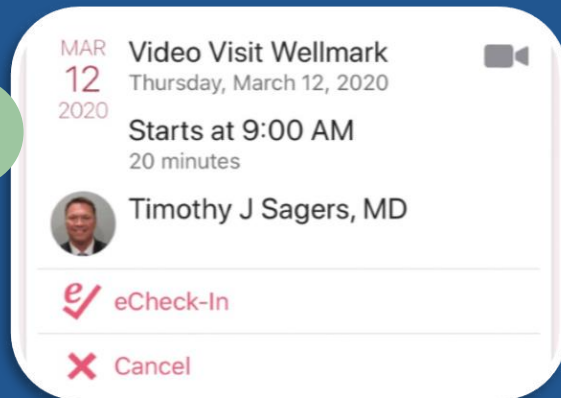 MAR
12
2020
Video Visit Wellmark
Thursday, March 12, 2020
Starts at 9:00 AM
20 minutes
Timothy J Sagers, MD
eCheck-In
Cancel